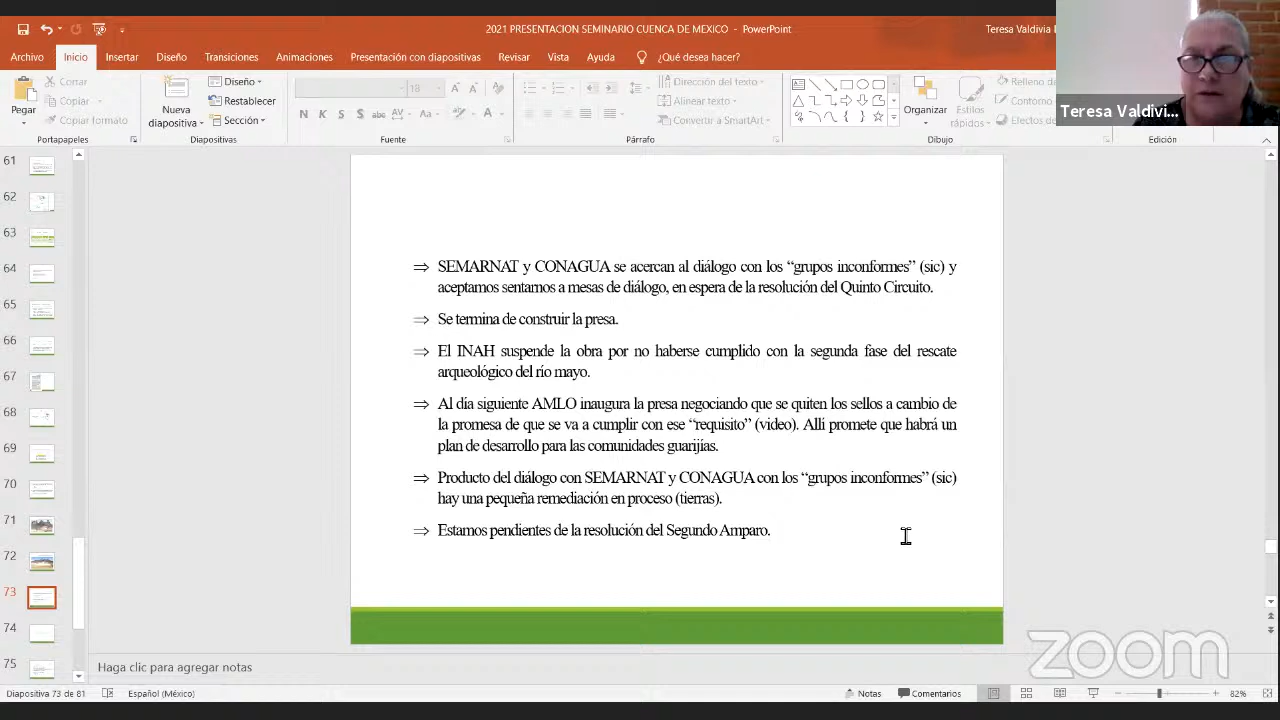 2021 PRESENTACION SEMINARIO CUENCA DE MEXICO - PowerPoint
Teresa Valdivia
Archivo Inicio Insertar Diseño Transiciones Animaciones Presentación con diapositivas Revisar Vista Ayuda ¿Qué desea hacer?
Pegar
Cortar
Copiar
Copiar formato
Portapapeles
Nueva
diapositiva
Diseño
Restablecer
Sección
Diapositivas
18
N K S S abc AV Aa A
Fuente
Dirección del texto
Alinear texto
Convertir a SmartArt
Párrafo
Organizar
Estilos
rápidos
Relleno
Contorno
Efectos de
Dibujo
Edición
Teresa Valdivi...
61
62
63
64
65
66
67
68
69
70
71
72
73
74
75
⇒ SEMARNAT y CONAGUA se acercan al diálogo con los “grupos inconformes” (sic) y
aceptamos sentarnos a mesas de diálogo, en espera de la resolución del Quinto Circuito.
⇒ Se termina de construir la presa.
⇒ El INAH suspende la obra por no haberse cumplido con la segunda fase del rescate
arqueológico del río mayo.
⇒ Al día siguiente AMLO inaugura la presa negociando que se quiten los sellos a cambio de
la promesa de que se va a cumplir con ese “requisito” (video). Allí promete que habrá un
plan de desarrollo para las comunidades guarijías.
⇒ Producto del diálogo con SEMARNAT y CONAGUA con los “grupos inconformes” (sic)
hay una pequeña remediación en proceso (tierras).
⇒ Estamos pendientes de la resolución del Segundo Amparo.
zoom
Haga clic para agregar notas
Diapositiva 73 de 81 Español (México) Notas Comentarios 82%